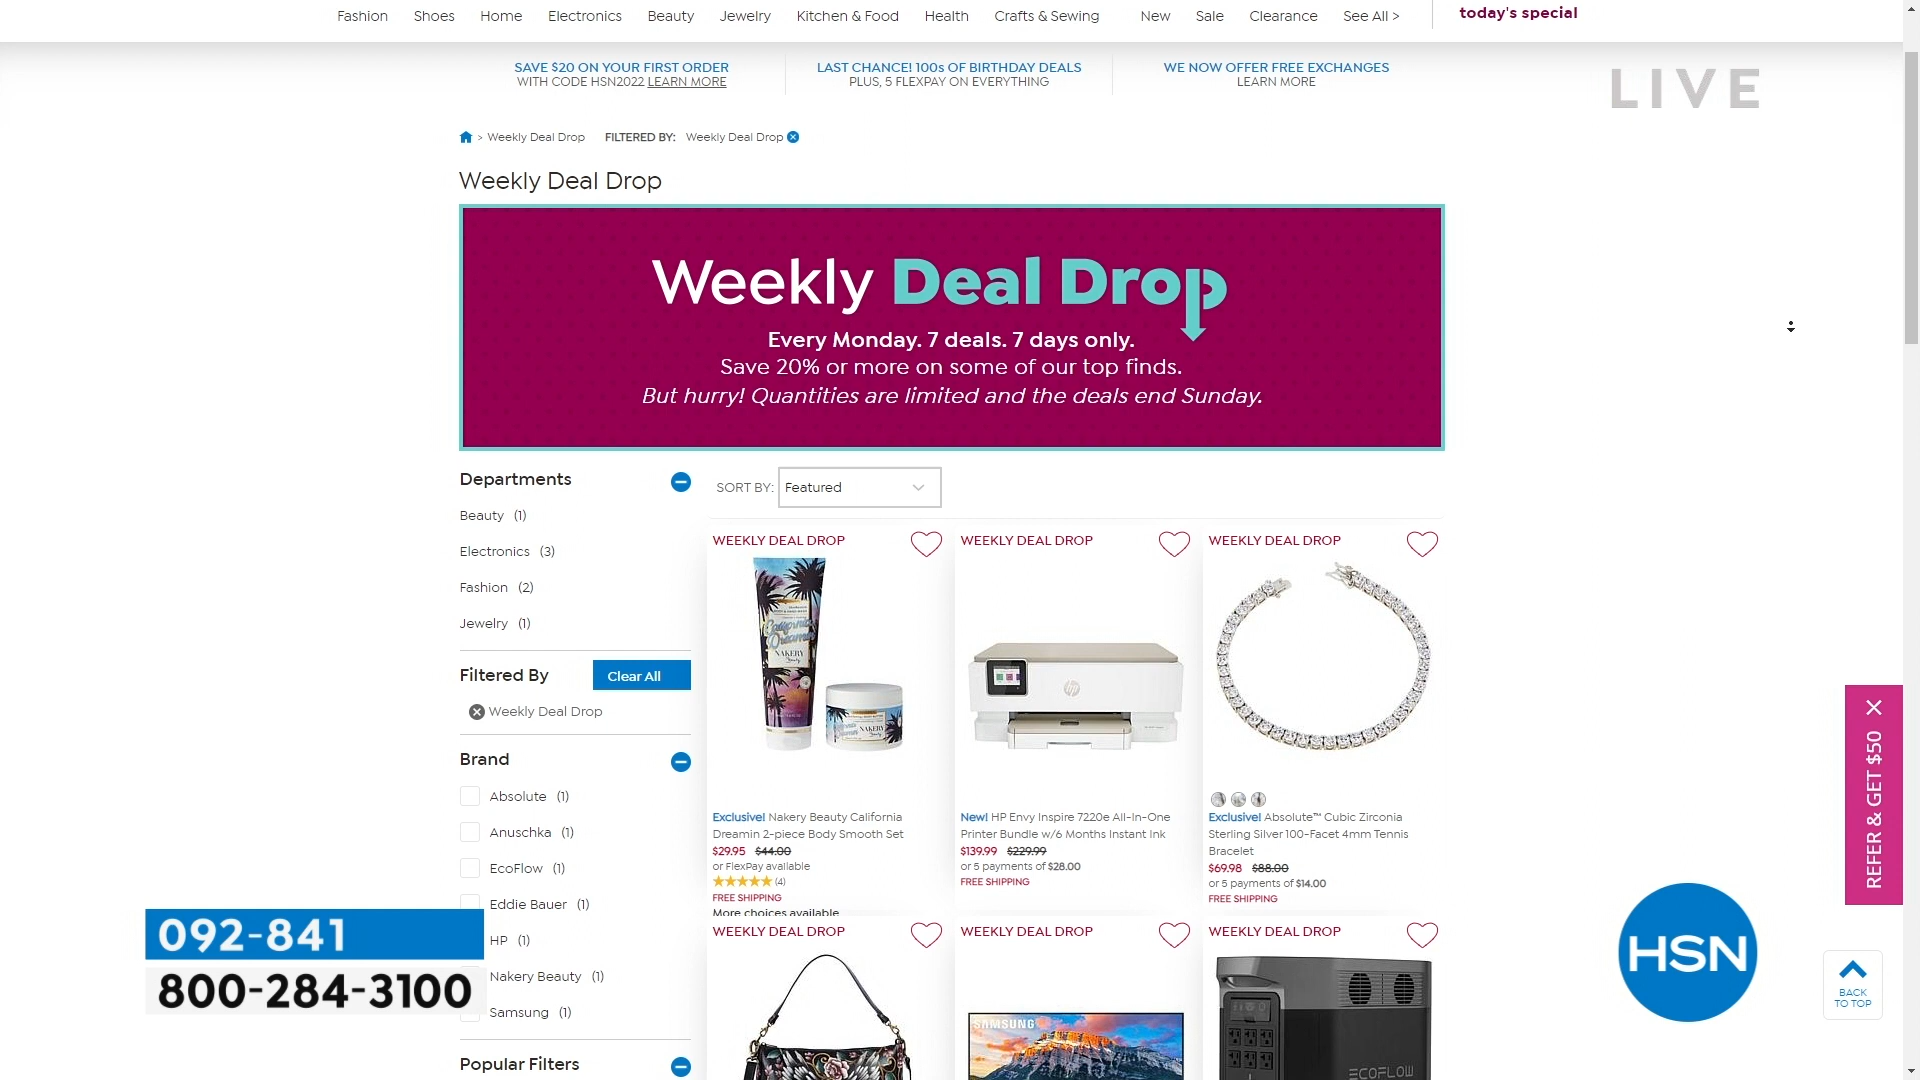 Fashion Shoes Home Electronics Beauty Jewelry Kitchen & Food Health Crafts & Sewing New Sale Clearance See All > today's special
SAVE $20 ON YOUR FIRST ORDER
WITH CODE HSN2022 LEARN MORE
LAST CHANCE! 100s OF BIRTHDAY DEALS
PLUS, 5 FLEXPAY ON EVERYTHING
WE NOW OFFER FREE EXCHANGES
LEARN MORE
LIVE
> Weekly Deal Drop FILTERED BY: Weekly Deal Drop
Weekly Deal Drop
Weekly Deal Drop
Every Monday. 7 deals. 7 days only.
Save 20% or more on some of our top finds.
But hurry! Quantities are limited and the deals end Sunday.
Departments
Beauty (1)
Electronics (3)
Fashion (2)
Jewelry (1)
Filtered By Clear All
Weekly Deal Drop
Brand
Absolute (1)
Anuschka (1)
EcoFlow (1)
Eddie Bauer (1)
HP (1)
Nakery Beauty (1)
Samsung (1)
Popular Filters
SORT BY: Featured
WEEKLY DEAL DROP
NAKERY
Exclusive! Nakery Beauty California
Dreamin 2-piece Body Smooth Set
$29.95 $44.00
or FlexPay available
(4)
FREE SHIPPING
More choices available
WEEKLY DEAL DROP
hp
New! HP Envy Inspire 7220e All-In-One
Printer Bundle w/6 Months Instant Ink
$139.99 $229.99
or 5 payments of $28.00
FREE SHIPPING
WEEKLY DEAL DROP
Exclusive! Absolute™ Cubic Zirconia
Sterling Silver 100-Facet 4mm Tennis
Bracelet
$69.98 $88.00
or 5 payments of $14.00
FREE SHIPPING
WEEKLY DEAL DROP
WEEKLY DEAL DROP
SAMSUNG
WEEKLY DEAL DROP
ECOFLOW
REFER & GET $50
092-841
800-284-3100
HSN
BACK
TO TOP